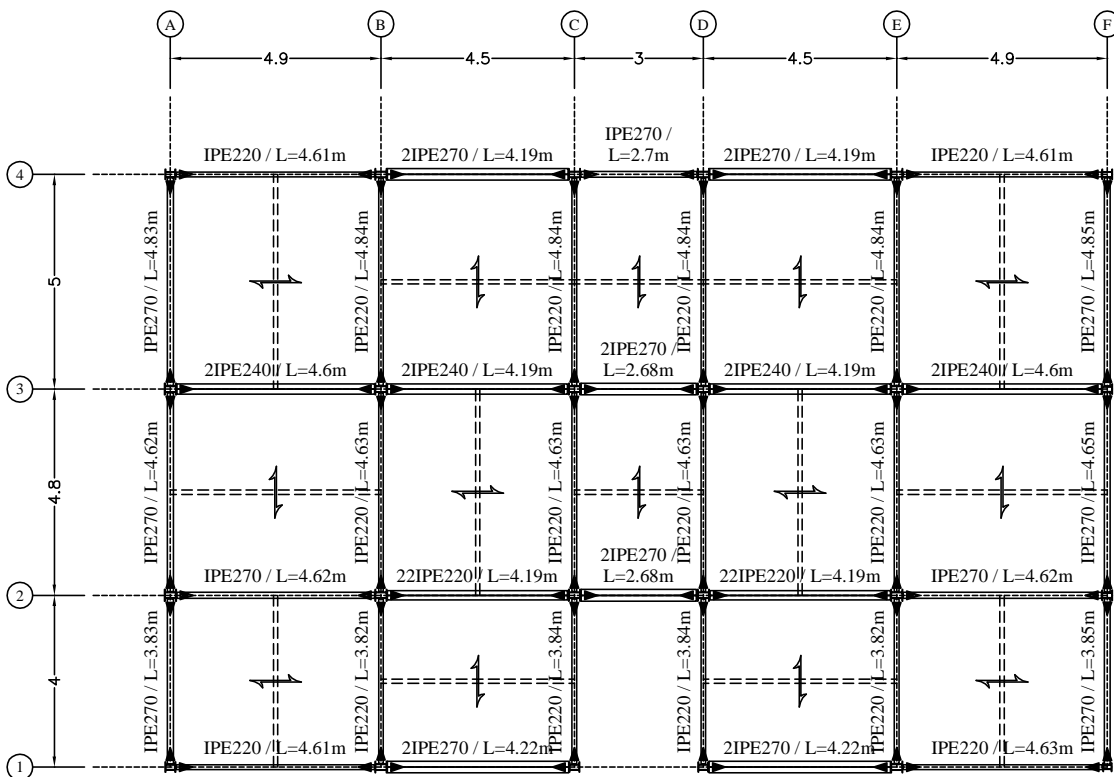 A
B
C
D
E
F
4.9
4.5
3
4.5
4.9
IPE220 / L=4.61m
2IPE270 / L=4.19m
IPE270 /
L=2.7m
2IPE270 / L=4.19m
IPE220 / L=4.61m
4
IPE270 / L=4.83m
IPE220 / L=4.84m
IPE220 / L=4.84m
IPE220 / L=4.84m
IPE220 / L=4.84m
IPE270 / L=4.85m
5
2IPE240 / L=4.6m
2IPE240 / L=4.19m
2IPE270 /
L=2.68m
2IPE240 / L=4.19m
2IPE240 / L=4.6m
3
IPE270 / L=4.62m
IPE220 / L=4.63m
IPE220 / L=4.63m
IPE220 / L=4.63m
IPE220 / L=4.63m
IPE270 / L=4.65m
4.8
IPE270 / L=4.62m
22IPE220 / L=4.19m
2IPE270 /
L=2.68m
22IPE220 / L=4.19m
IPE270 / L=4.62m
2
IPE270 / L=3.83m
IPE220 / L=3.82m
IPE220 / L=3.84m
IPE220 / L=3.84m
IPE220 / L=3.82m
IPE270 / L=3.85m
4
IPE220 / L=4.61m
2IPE270 / L=4.22m
2IPE270 / L=4.22m
IPE220 / L=4.63m
1